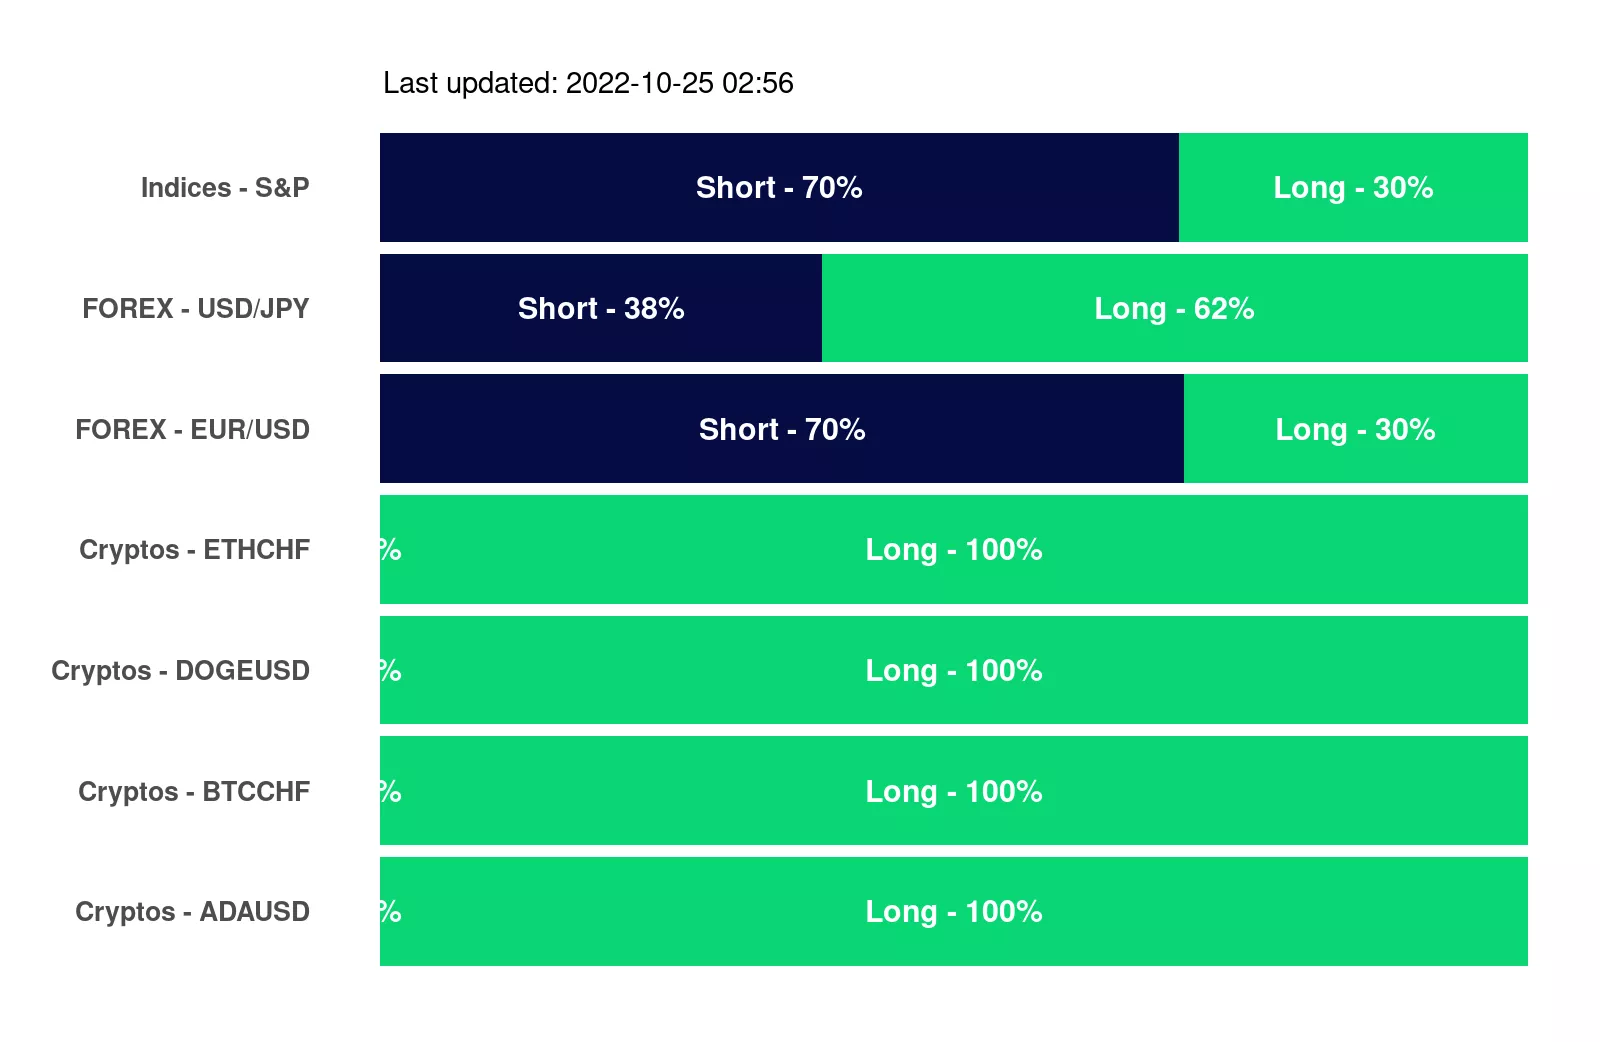 Last updated: 2022-10-25 02:56
Indices - S&P Short - 70% Long - 30%
FOREX - USD/JPY Short - 38% Long - 62%
FOREX - EUR/USD Short - 70% Long - 30%
Cryptos - ETHCHF % Long - 100%
Cryptos - DOGEUSD % Long - 100%
Cryptos - BTCCHF % Long - 100%
Cryptos - ADAUSD % Long - 100%